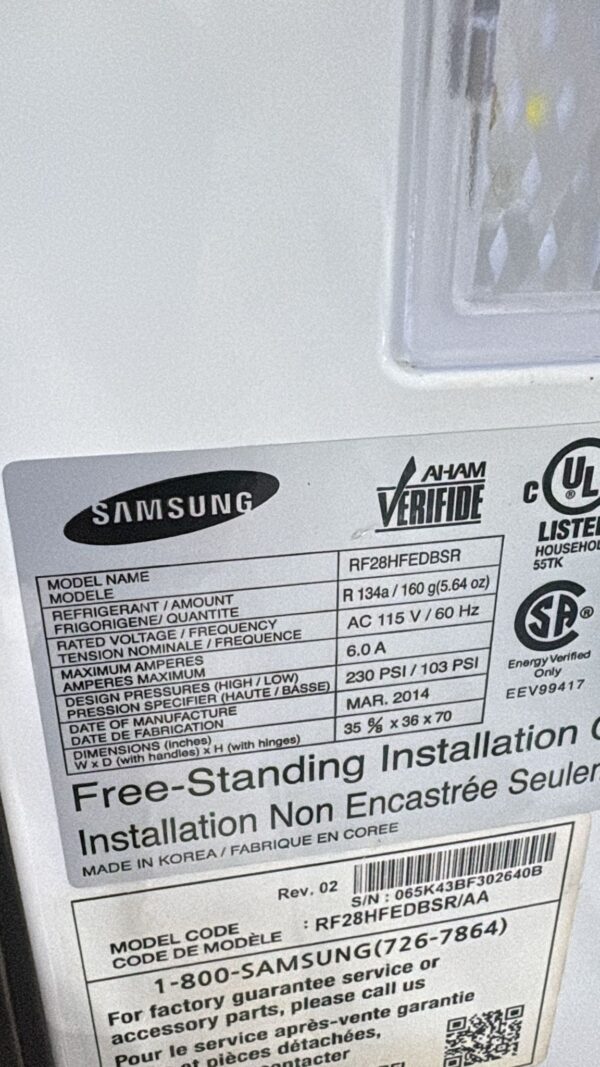 SAMSUNG
AHAM
VERIFIDE
C UL ®
LISTE
HOUSEHOL
55TK
MODEL NAME
MODELE
RF28HFEDBSR
REFRIGERANT / AMOUNT
FRIGORIGENE/ QUANTITE
R 134a / 160 g(5.64 oz)
RATED VOLTAGE / FREQUENCY
TENSION NOMINALE / FREQUENCE
AC 115 V / 60 Hz
MAXIMUM AMPERES
AMPERES MAXIMUM
6.0 A
DESIGN PRESSURES (HIGH / LOW)
PRESSION SPECIFIER (HAUTE / BASSE)
230 PSI / 103 PSI
DATE OF MANUFACTURE
DATE DE FABRICATION
MAR. 2014
DIMENSIONS (inches)
W x D (with handles) x H (with hinges)
35 ⅝ x 36 x 70
SA ®
Energy Verified
Only
EEV99417
Free-Standing Installation
Installation Non Encastrée Seule
MADE IN KOREA / FABRIQUE EN COREE
Rev. 02
S/N : 065K43BF302640B
MODEL CODE
CODE DE MODÈLE
: RF28HFEDBSR/AA
1-800-SAMSUNG(726-7864)
For factory guarantee service or
accessory parts, please call us
Pour le service après-vente garantie
et pièces détachées,